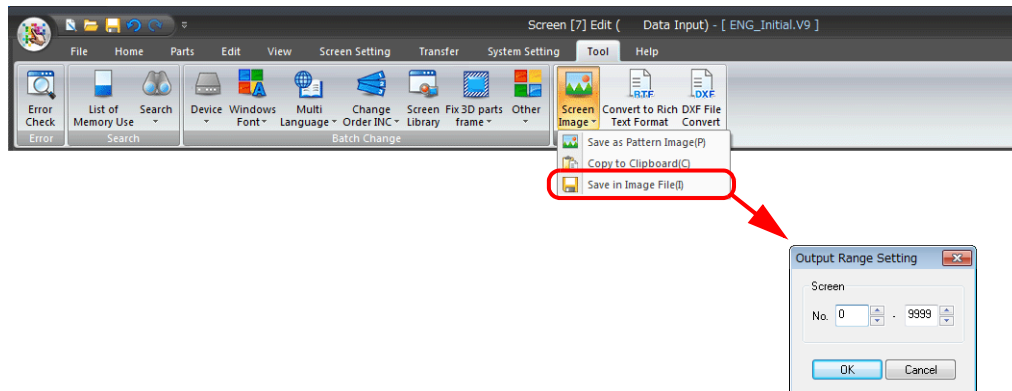 Screen [7] Edit ( Data Input) - [ ENG_Initial.V9 ]
File Home Parts Edit View Screen Setting Transfer System Setting Tool Help
Error Check
List of Memory Use
Search
Device
Windows Font
Multi Language
Change Order INC
Screen Library
Fix 3D parts frame
Other
Screen Image
Convert to Rich Text Format
DXF File Convert
RTF
DXF
Error
Search
Batch Change
Save as Pattern Image(P)
Copy to Clipboard(C)
Save in Image File(I)
Output Range Setting
Screen
No. 0 - 9999
OK Cancel